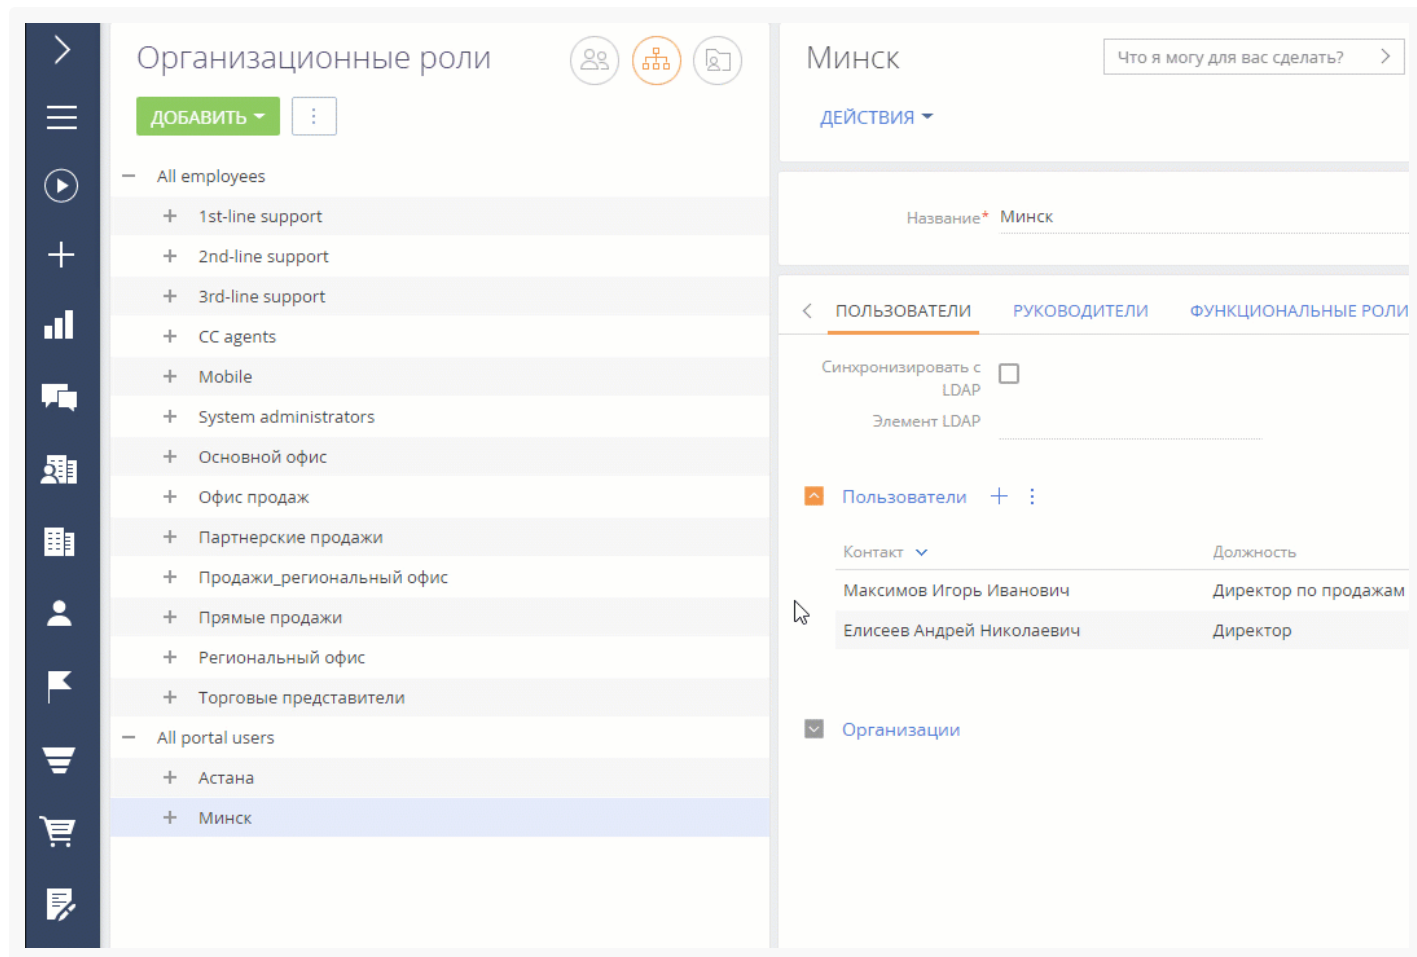 Организационные роли
ДОБАВИТЬ
All employees
1st-line support
2nd-line support
3rd-line support
CC agents
Mobile
System administrators
Основной офис
Офис продаж
Партнерские продажи
Продажи_региональный офис
Прямые продажи
Региональный офис
Торговые представители
All portal users
Астана
Минск
Минск
Что я могу для вас сделать?
ДЕЙСТВИЯ
Название* Минск
ПОЛЬЗОВАТЕЛИ РУКОВОДИТЕЛИ ФУНКЦИОНАЛЬНЫЕ РОЛИ
Синхронизировать с
LDAP
Элемент LDAP
Пользователи
Контакт Должность
Максимов Игорь Иванович Директор по продажам
Елисеев Андрей Николаевич Директор
Организации